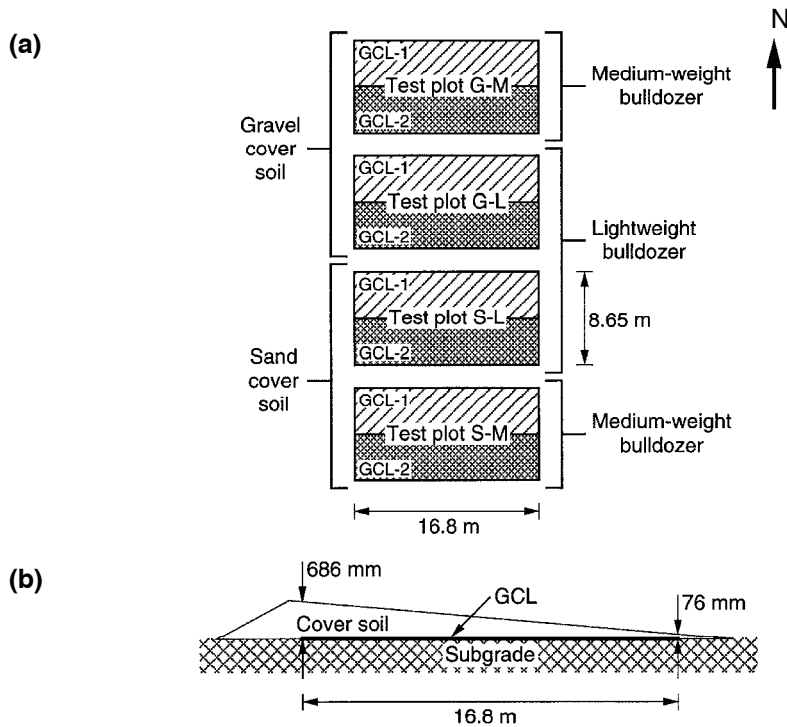 (a)
N
GCL-1
Test plot G-M
GCL-2
Medium-weight
bulldozer
Gravel
cover
soil
GCL-1
Test plot G-L
GCL-2
Lightweight
bulldozer
GCL-1
Test plot S-L
GCL-2
8.65 m
Sand
cover
soil
GCL-1
Test plot S-M
GCL-2
Medium-weight
bulldozer
16.8 m
(b)
686 mm
GCL
76 mm
Cover soil
Subgrade
16.8 m